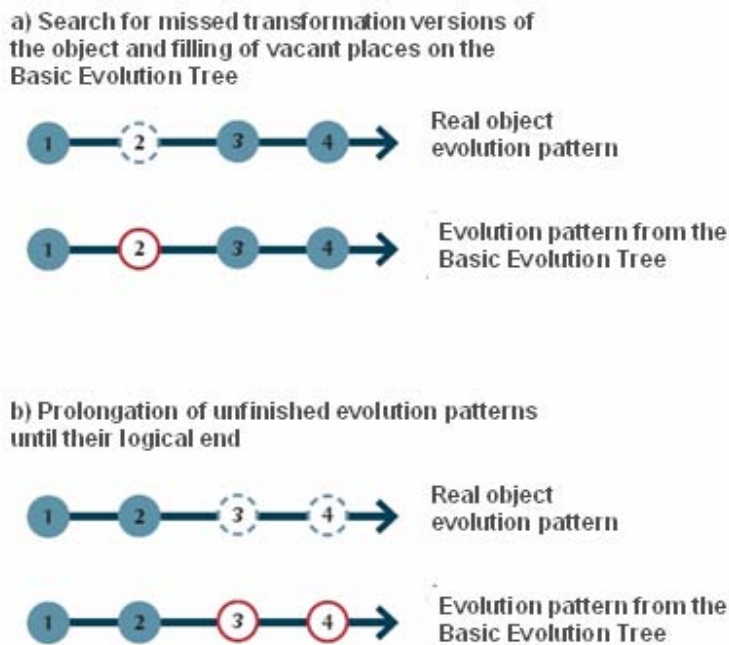 a) Search for missed transformation versions of
the object and filling of vacant places on the
Basic Evolution Tree
1 2 3 4
Real object
evolution pattern
1 2 3 4
Evolution pattern from the
Basic Evolution Tree
b) Prolongation of unfinished evolution patterns
until their logical end
1 2 3 4
Real object
evolution pattern
1 2 3 4
Evolution pattern from the
Basic Evolution Tree